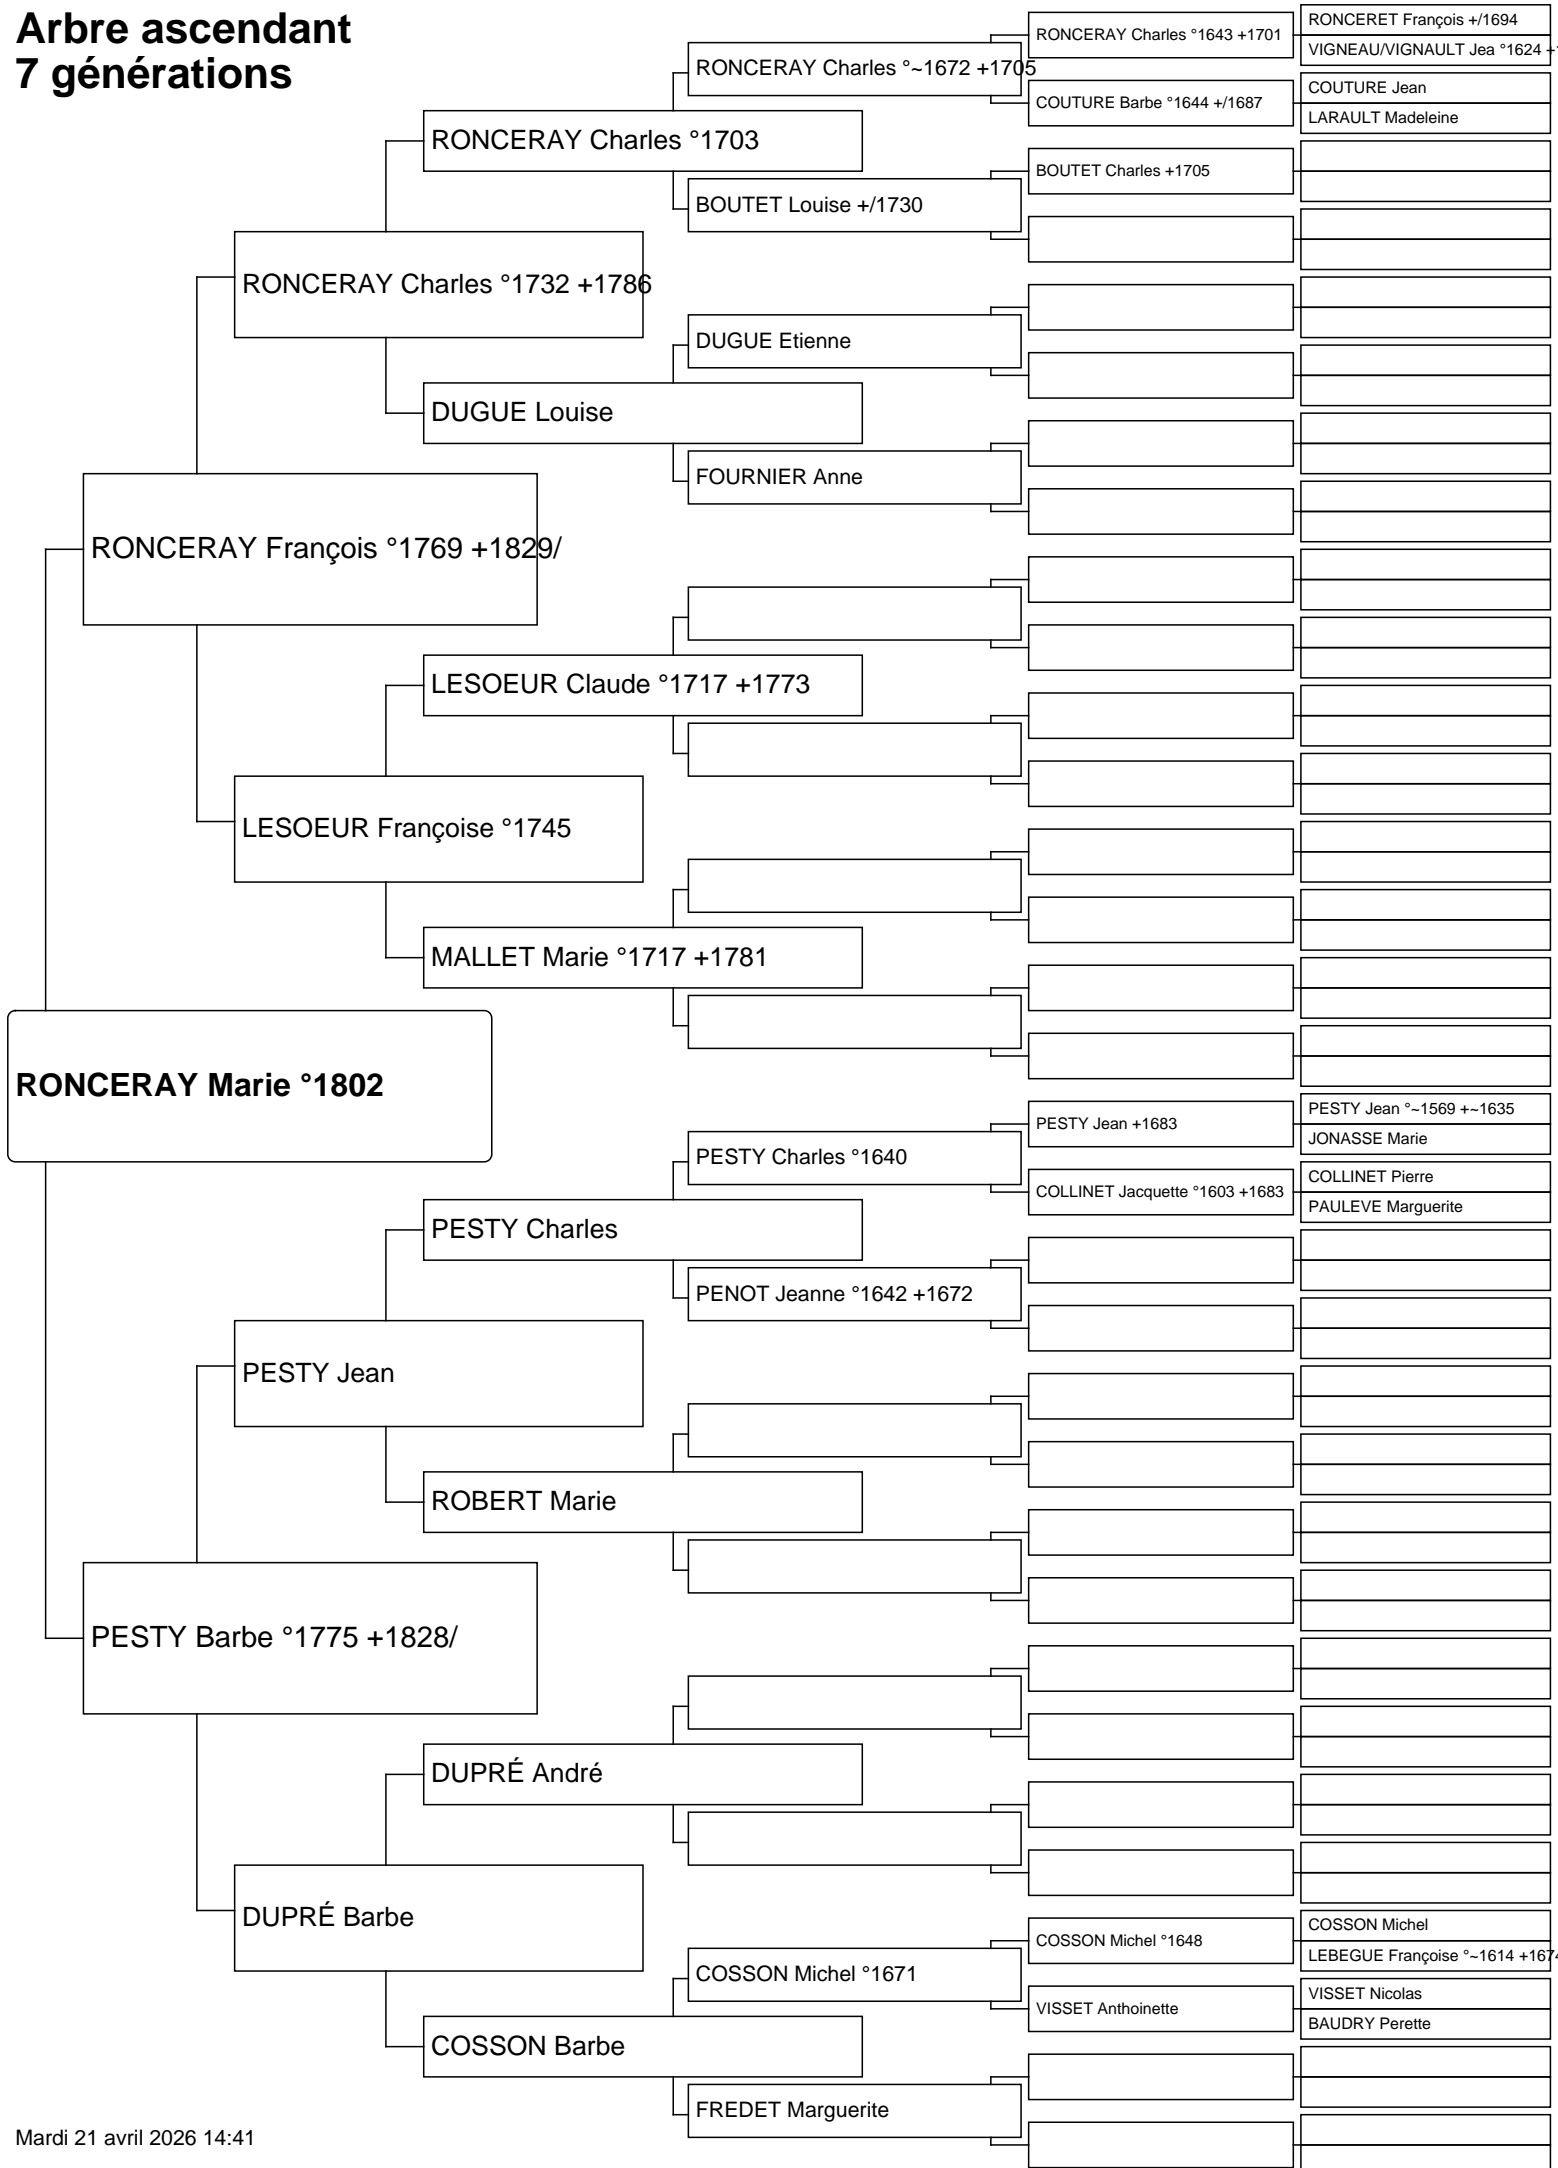 Arbre ascendant
7 générations
RONCERAY Marie °1802
RONCERAY François °1769 +1829/
PESTY Barbe °1775 +1828/
RONCERAY Charles °1732 +1786
LESOEUR Françoise °1745
PESTY Jean
DUPRÉ Barbe
RONCERAY Charles °1703
DUGUE Louise
LESOEUR Claude °1717 +1773
MALLET Marie °1717 +1781
PESTY Charles
ROBERT Marie
DUPRÉ André
COSSON Barbe
RONCERAY Charles °~1672 +1705
BOUTET Louise +/1730
DUGUE Etienne
FOURNIER Anne
PESTY Charles °1640
PENOT Jeanne °1642 +1672
COSSON Michel °1671
FREDET Marguerite
RONCERAY Charles °1643 +1701
COUTURE Barbe °1644 +/1687
BOUTET Charles +1705
PESTY Jean +1683
COLLINET Jacquette °1603 +1683
COSSON Michel °1648
VISSET Anthoinette
RONCERET François +/1694
VIGNEAU/VIGNAULT Jea °1624
COUTURE Jean
LARAULT Madeleine
PESTY Jean °~1569 +~1635
JONASSE Marie
COLLINET Pierre
PAULEVE Marguerite
COSSON Michel
LEBEGUE Françoise °~1614 +1674
VISSET Nicolas
BAUDRY Perette
Mardi 21 avril 2026 14:41